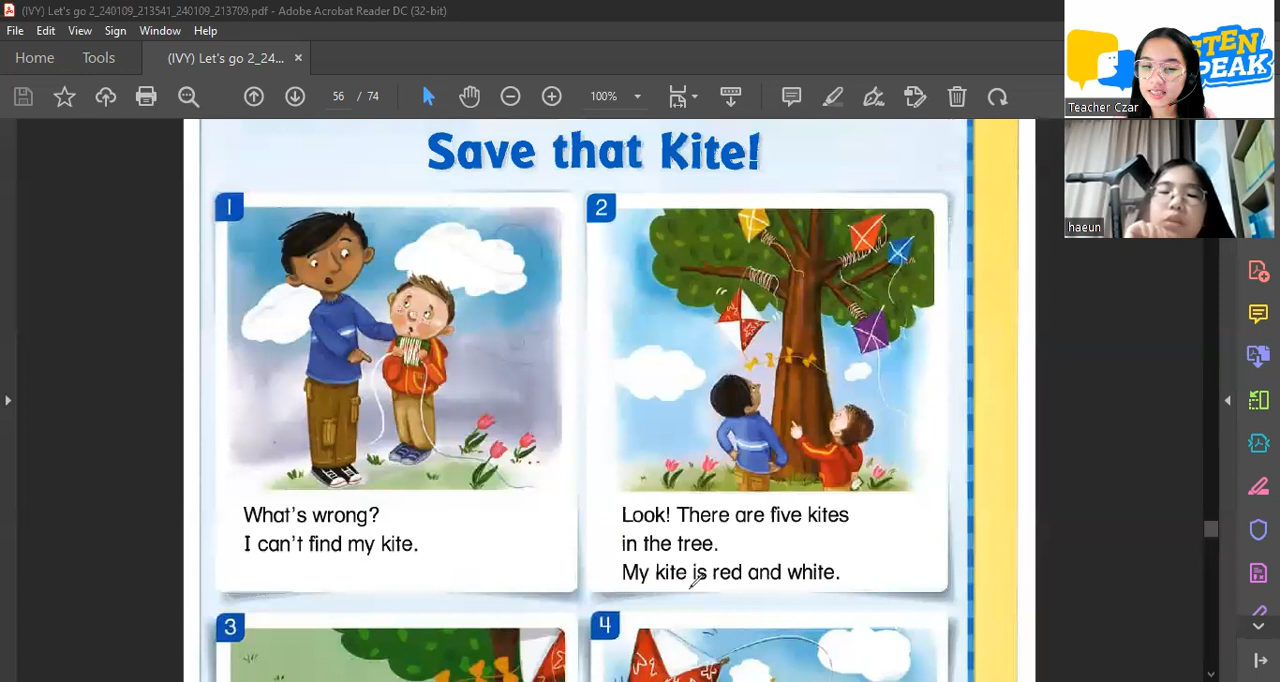 (IVY) Let's go 2_240109_213541_240109_213709.pdf - Adobe Acrobat Reader DC (32-bit)
File Edit View Sign Window Help
Home Tools (IVY) Let's go 2_24... ×
56 / 74 100%
Save that Kite!
1
What's wrong?
I can't find my kite.
2
Look! There are five kites
in the tree.
My kite is red and white.
3
4
Teacher Czar
haeun